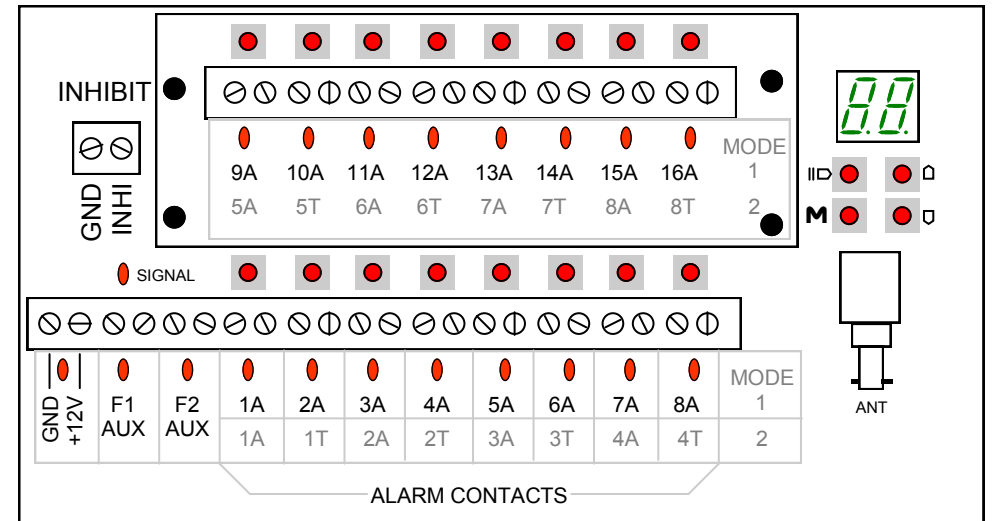 INHIBIT
GND
INHI
MODE
9A 10A 11A 12A 13A 14A 15A 16A 1
5A 5T 6A 6T 7A 7T 8A 8T 2
8.8.
M
SIGNAL
GND
+12V
F1
AUX
F2
AUX
MODE
1A 2A 3A 4A 5A 6A 7A 8A 1
1A 1T 2A 2T 3A 3T 4A 4T 2
ANT
ALARM CONTACTS